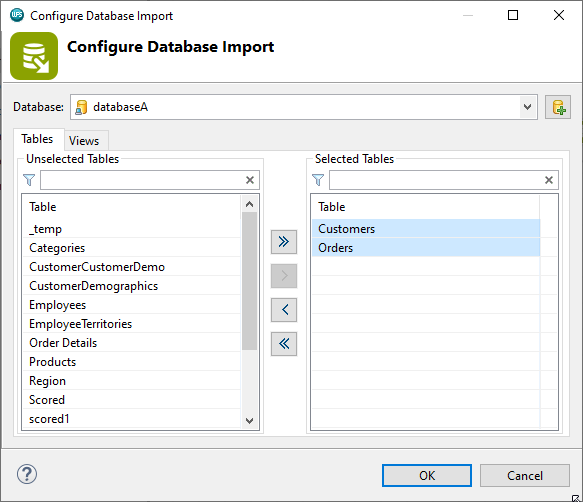 WPS Configure Database Import
Configure Database Import
Database: databaseA
Tables Views
Unselected Tables
Table
_temp
Categories
CustomerCustomerDemo
CustomerDemographics
Employees
EmployeeTerritories
Order Details
Products
Region
Scored
scored1
Selected Tables
Table
Customers
Orders
OK Cancel